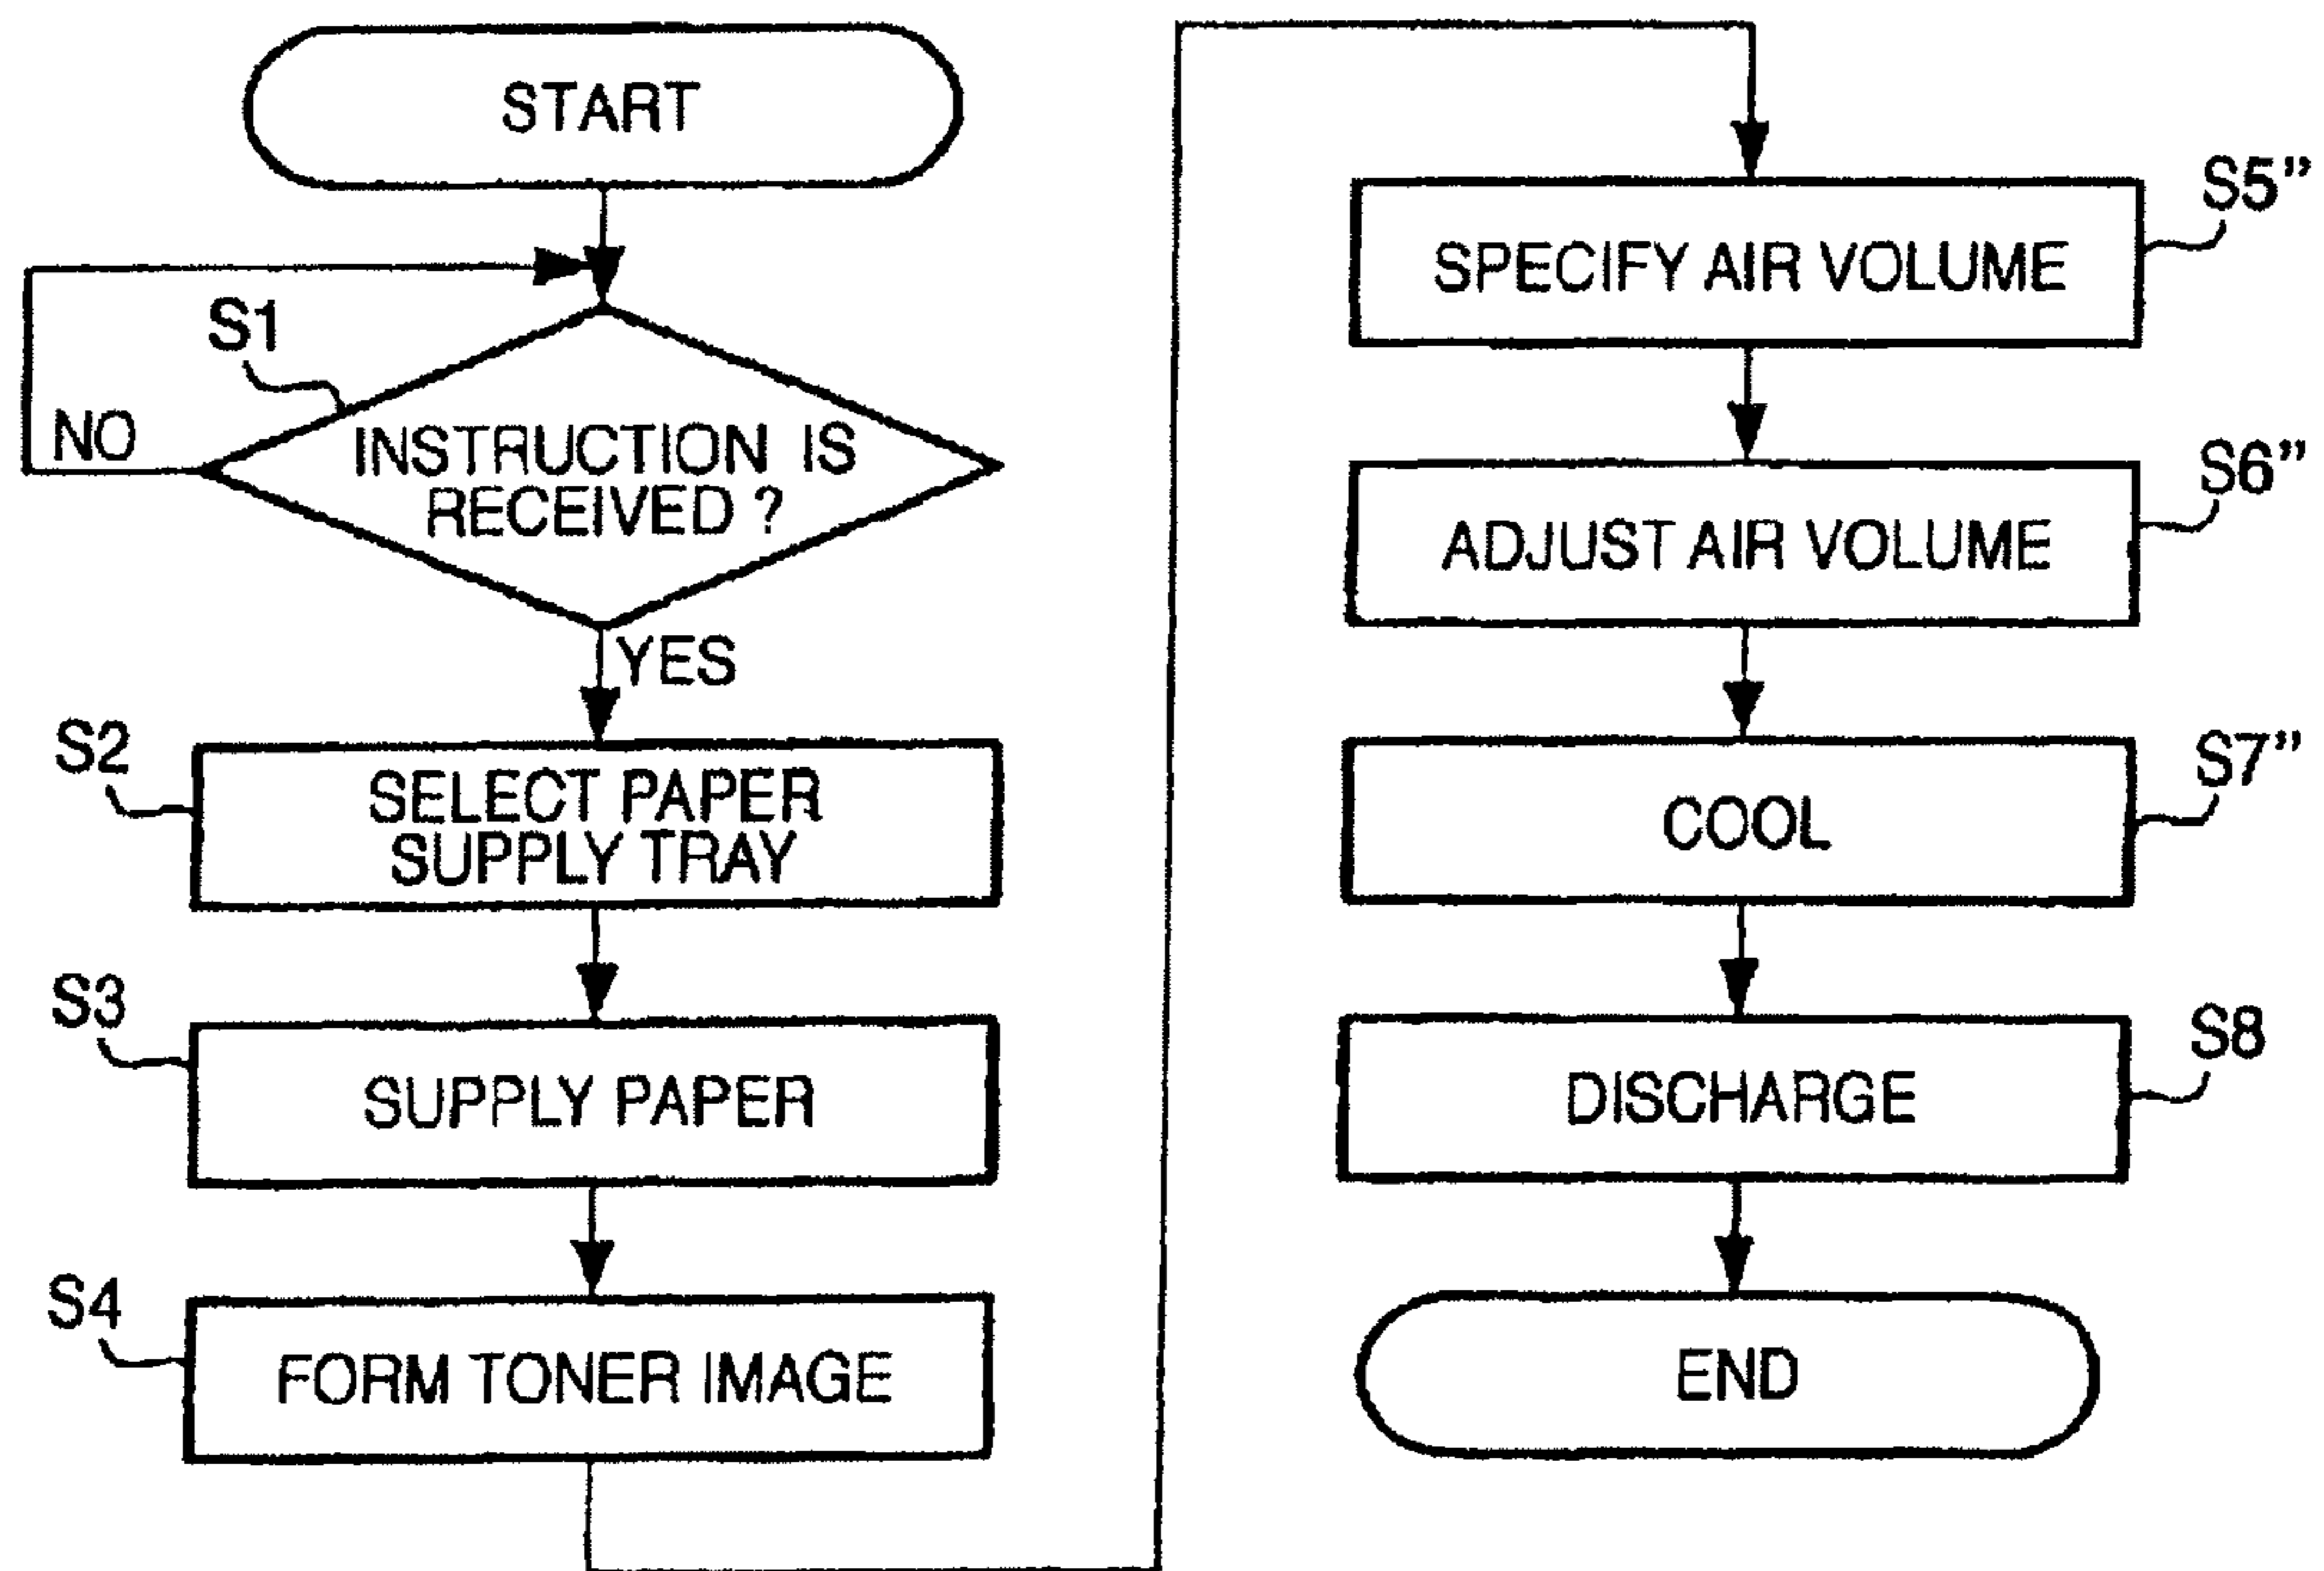 START
S1
NO
INSTRUCTION IS
RECEIVED ?
YES
S2
SELECT PAPER
SUPPLY TRAY
S3
SUPPLY PAPER
S4
FORM TONER IMAGE
S5”
SPECIFY AIR VOLUME
S6”
ADJUST AIR VOLUME
S7”
COOL
S8
DISCHARGE
END